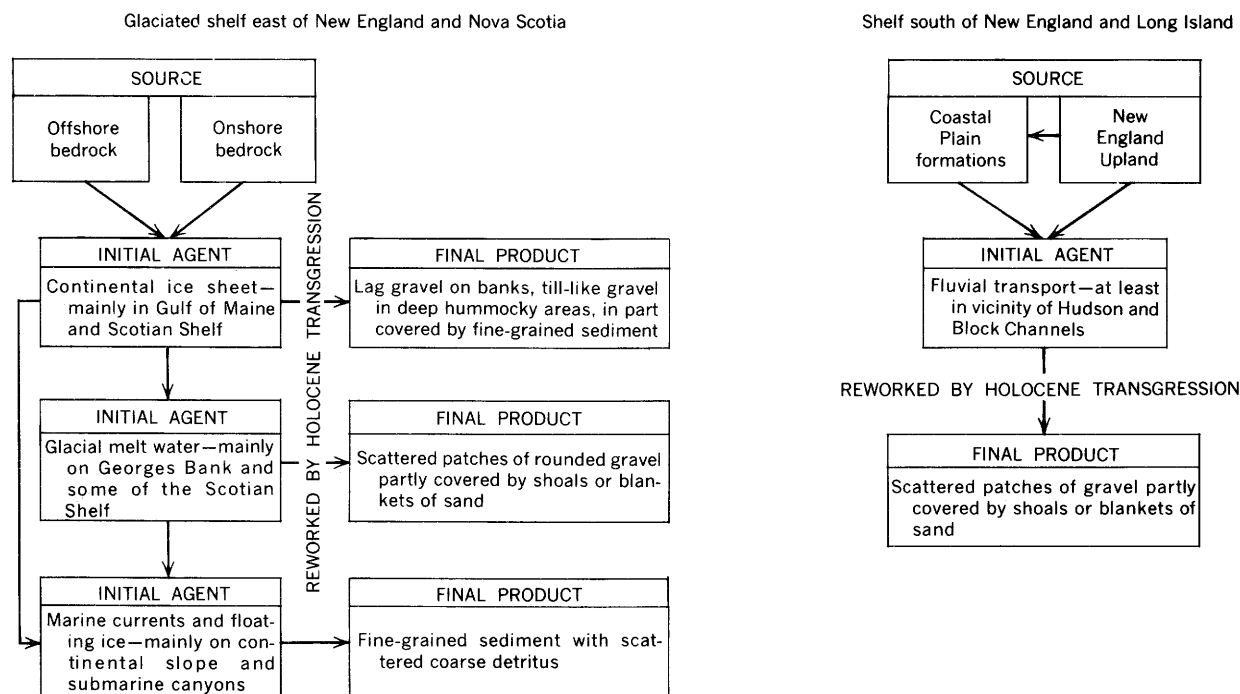 Glaciated shelf east of New England and Nova Scotia
SOURCE
Offshore
bedrock
Onshore
bedrock
INITIAL AGENT
Continental ice sheet—
mainly in Gulf of Maine
and Scotian Shelf
FINAL PRODUCT
Lag gravel on banks, till-like gravel
in deep hummocky areas, in part
covered by fine-grained sediment
INITIAL AGENT
Glacial melt water—mainly
on Georges Bank and
some of the Scotian
Shelf
FINAL PRODUCT
Scattered patches of rounded gravel
partly covered by shoals or blan-
kets of sand
INITIAL AGENT
Marine currents and float-
ing ice—mainly on con-
tinental slope and
submarine canyons
FINAL PRODUCT
Fine-grained sediment with scat-
tered coarse detritus
REWORKED BY HOLOCENE TRANSGRESSION
Shelf south of New England and Long Island
SOURCE
Coastal
Plain
formations
New
England
Upland
INITIAL AGENT
Fluvial transport—at least
in vicinity of Hudson and
Block Channels
REWORKED BY HOLOCENE TRANSGRESSION
FINAL PRODUCT
Scattered patches of gravel partly
covered by shoals or blankets of
sand